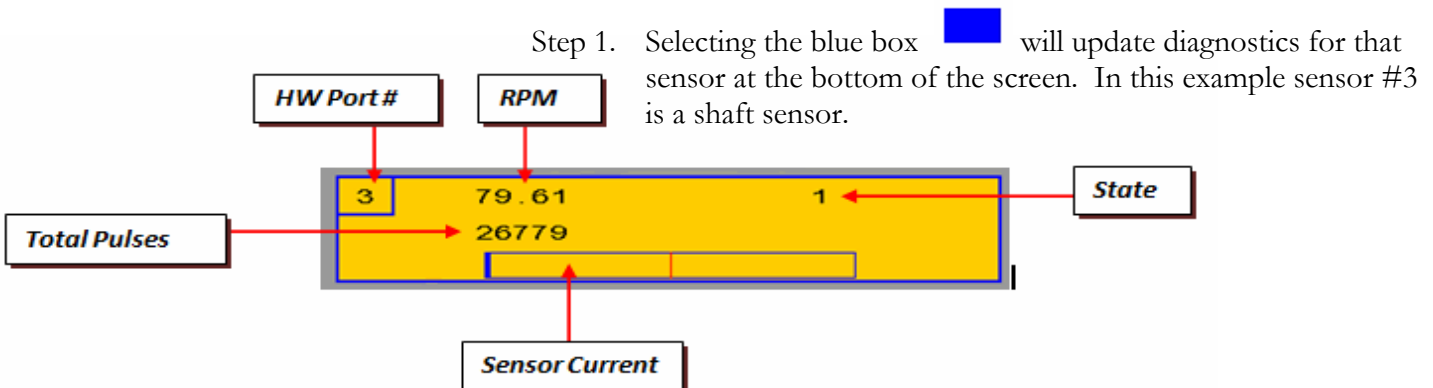 Step 1. Selecting the blue box will update diagnostics for that
sensor at the bottom of the screen. In this example sensor #3
is a shaft sensor.
HW Port #
RPM
3 79.61 1
State
Total Pulses
26779
Sensor Current